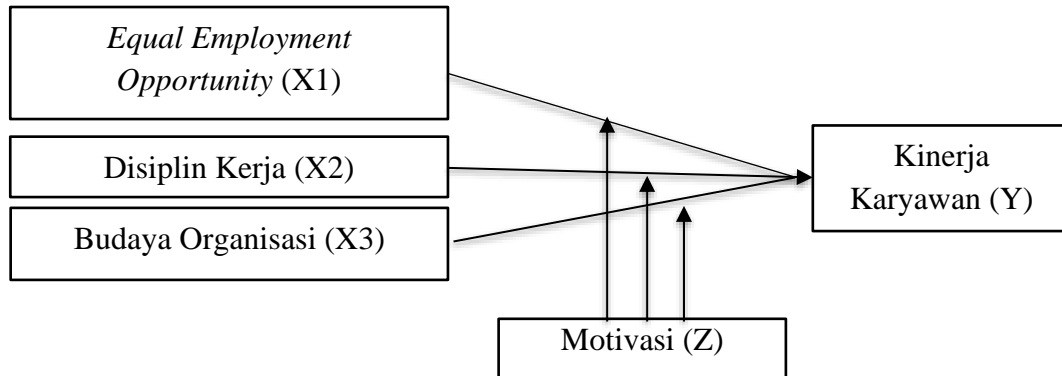 Equal Employment
Opportunity (X1)
Disiplin Kerja (X2)
Budaya Organisasi (X3)
Kinerja
Karyawan (Y)
Motivasi (Z)